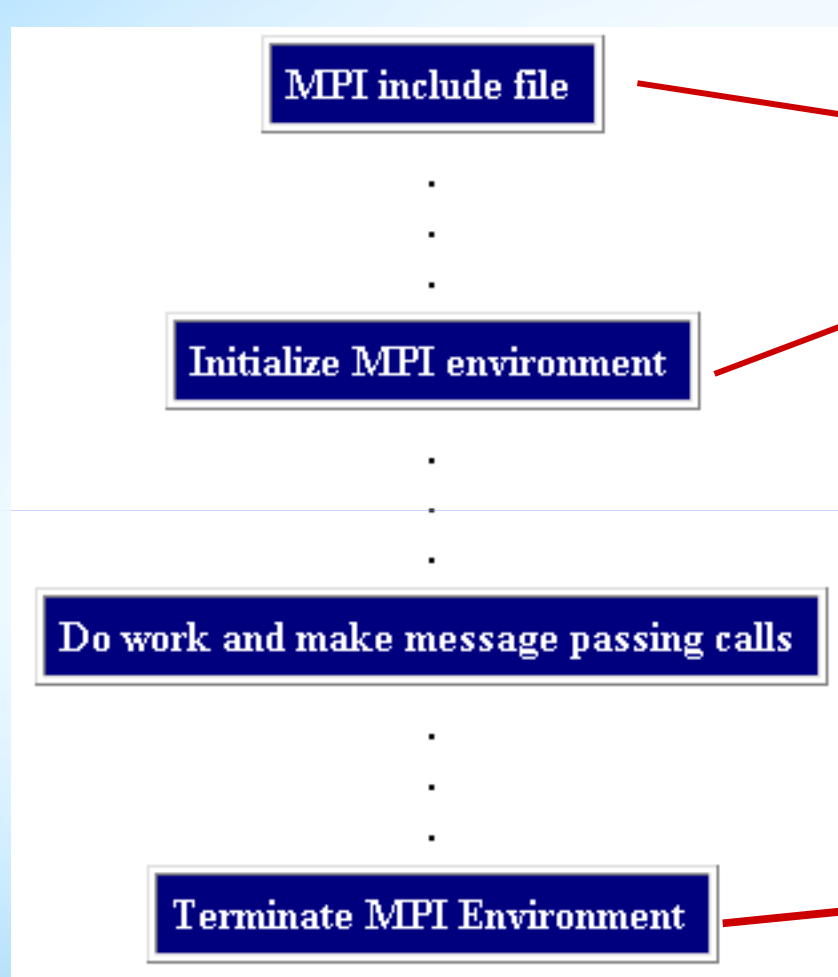 MPI include file
.
.
.
Initialize MPI environment
.
.
.
Do work and make message passing calls
.
.
.
Terminate MPI Environment